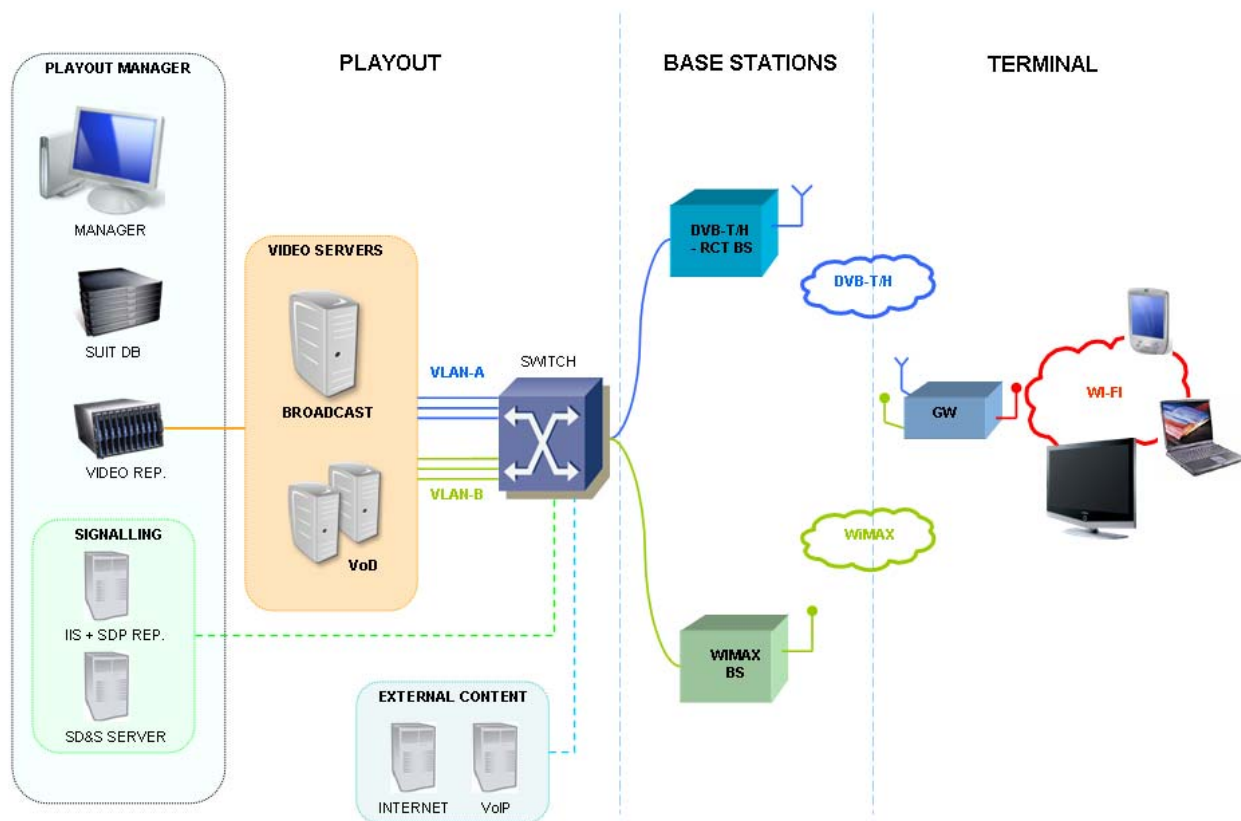 PLAYOUT
BASE STATIONS
TERMINAL
PLAYOUT MANAGER
MANAGER
SUIT DB
VIDEO REP.
SIGNALLING
IIS + SDP REP.
SD&S SERVER
VIDEO SERVERS
BROADCAST
VoD
VLAN-A
VLAN-B
SWITCH
EXTERNAL CONTENT
INTERNET
VoIP
DVB-T/H
- RCT BS
DVB-T/H
WiMAX
WIMAX
BS
GW
WI-FI